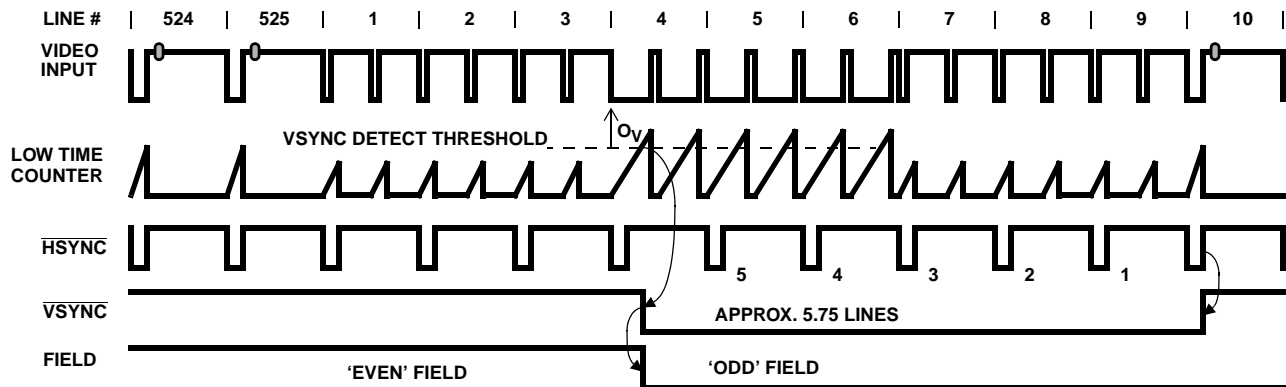 LINE # | 524 | 525 | 1 | 2 | 3 | 4 | 5 | 6 | 7 | 8 | 9 | 10 |
VIDEO
INPUT
VSYNC DETECT THRESHOLD
OV
LOW TIME
COUNTER
HSYNC
5 4 3 2 1
VSYNC
APPROX. 5.75 LINES
FIELD
'EVEN' FIELD
'ODD' FIELD